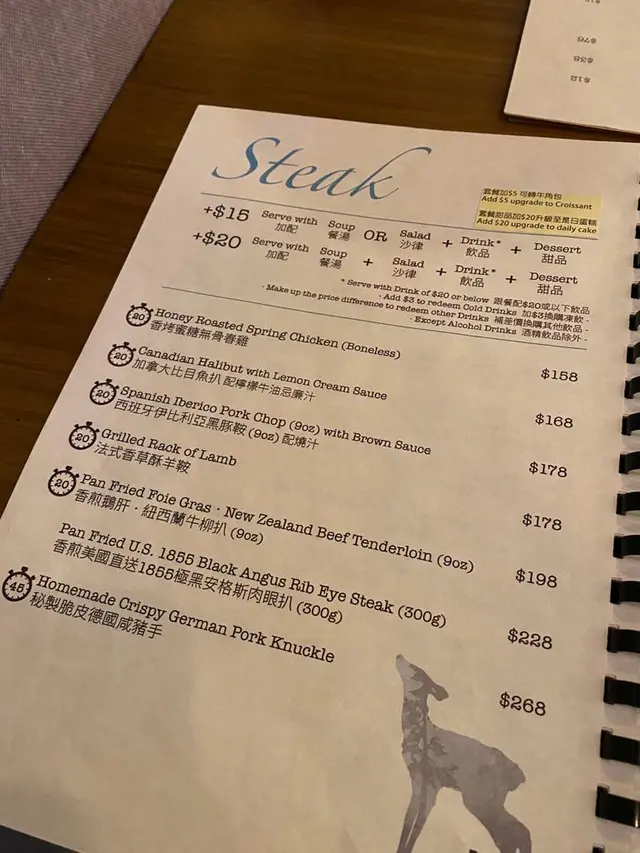 Steak
套餐加$5 可轉牛角包
Add $5 upgrade to Croissant
套餐甜品加$20升級至是日蛋糕
Add $20 upgrade to daily cake
+$15 Serve with 加配 Soup 餐湯 OR Salad 沙律 + Drink* 飲品 + Dessert 甜品
+$20 Serve with 加配 Soup 餐湯 + Salad 沙律 + Drink* 飲品 + Dessert 甜品
* Serve with Drink of $20 or below 跟餐配$20或以下飲品
- Add $3 to redeem Cold Drinks 加$3換購凍飲 -
- Make up the price difference to redeem other Drinks 補差價換購其他飲品 -
- Except Alcohol Drinks 酒精飲品除外 -
20 Honey Roasted Spring Chicken (Boneless) $158
香烤蜜糖無骨春雞
20 Canadian Halibut with Lemon Cream Sauce $168
加拿大比目魚扒 配檸檬牛油忌廉汁
20 Spanish Iberico Pork Chop (9oz) with Brown Sauce $178
西班牙伊比利亞黑豚鞍 (9oz) 配燒汁
20 Grilled Rack of Lamb $178
法式香草酥羊鞍
20 Pan Fried Foie Gras · New Zealand Beef Tenderloin (9oz) $198
香煎鵝肝·紐西蘭牛柳扒 (9oz)
Pan Fried U.S. 1855 Black Angus Rib Eye Steak (300g) $228
香煎美國直送1855極黑安格斯肉眼扒 (300g)
45 Homemade Crispy German Pork Knuckle $268
秘製脆皮德國咸豬手